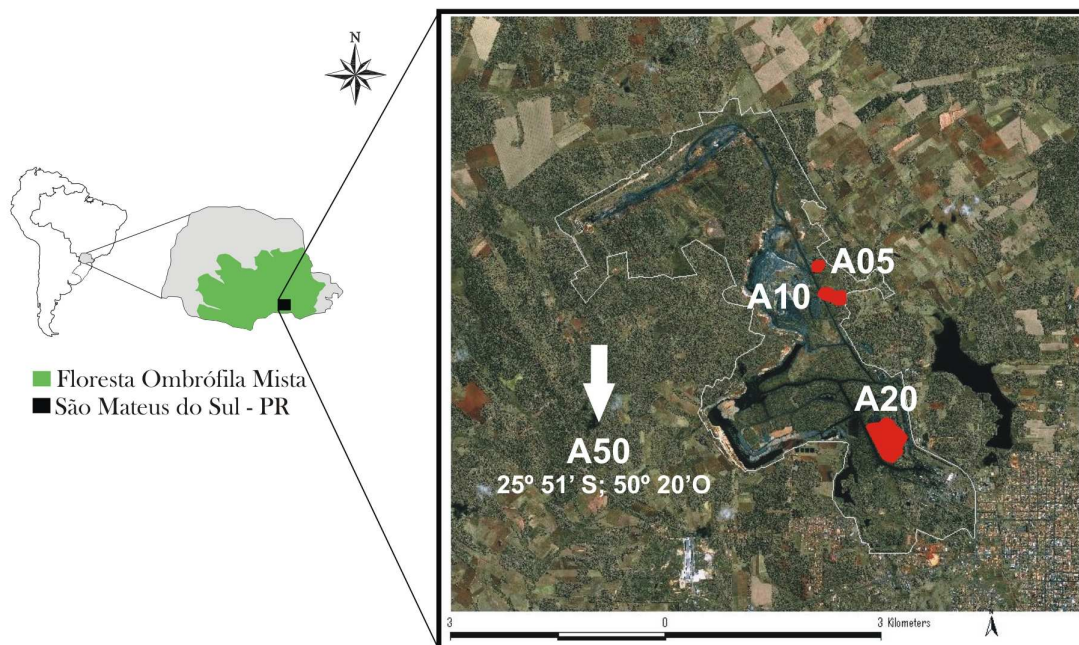 N
Floresta Ombrófila Mista
São Mateus do Sul - PR
A05
A10
A20
A50
25º 51’ S; 50º 20’O
3 0 3 Kilometers
N